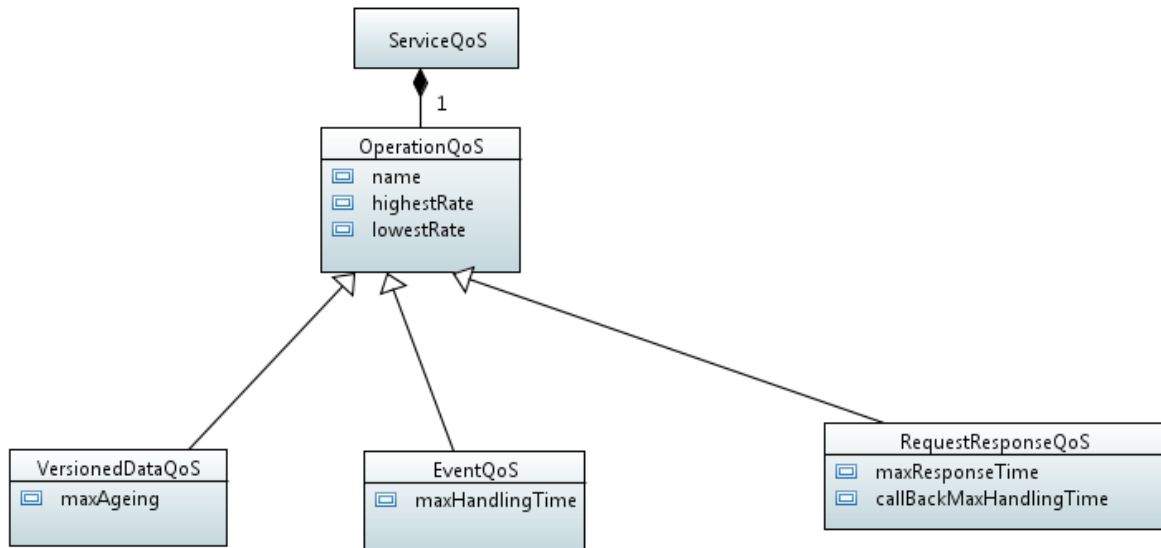 ServiceQoS
1
OperationQoS
name
highestRate
lowestRate
VersionedDataQoS
maxAgeing
EventQoS
maxHandlingTime
RequestResponseQoS
maxResponseTime
callBackMaxHandlingTime